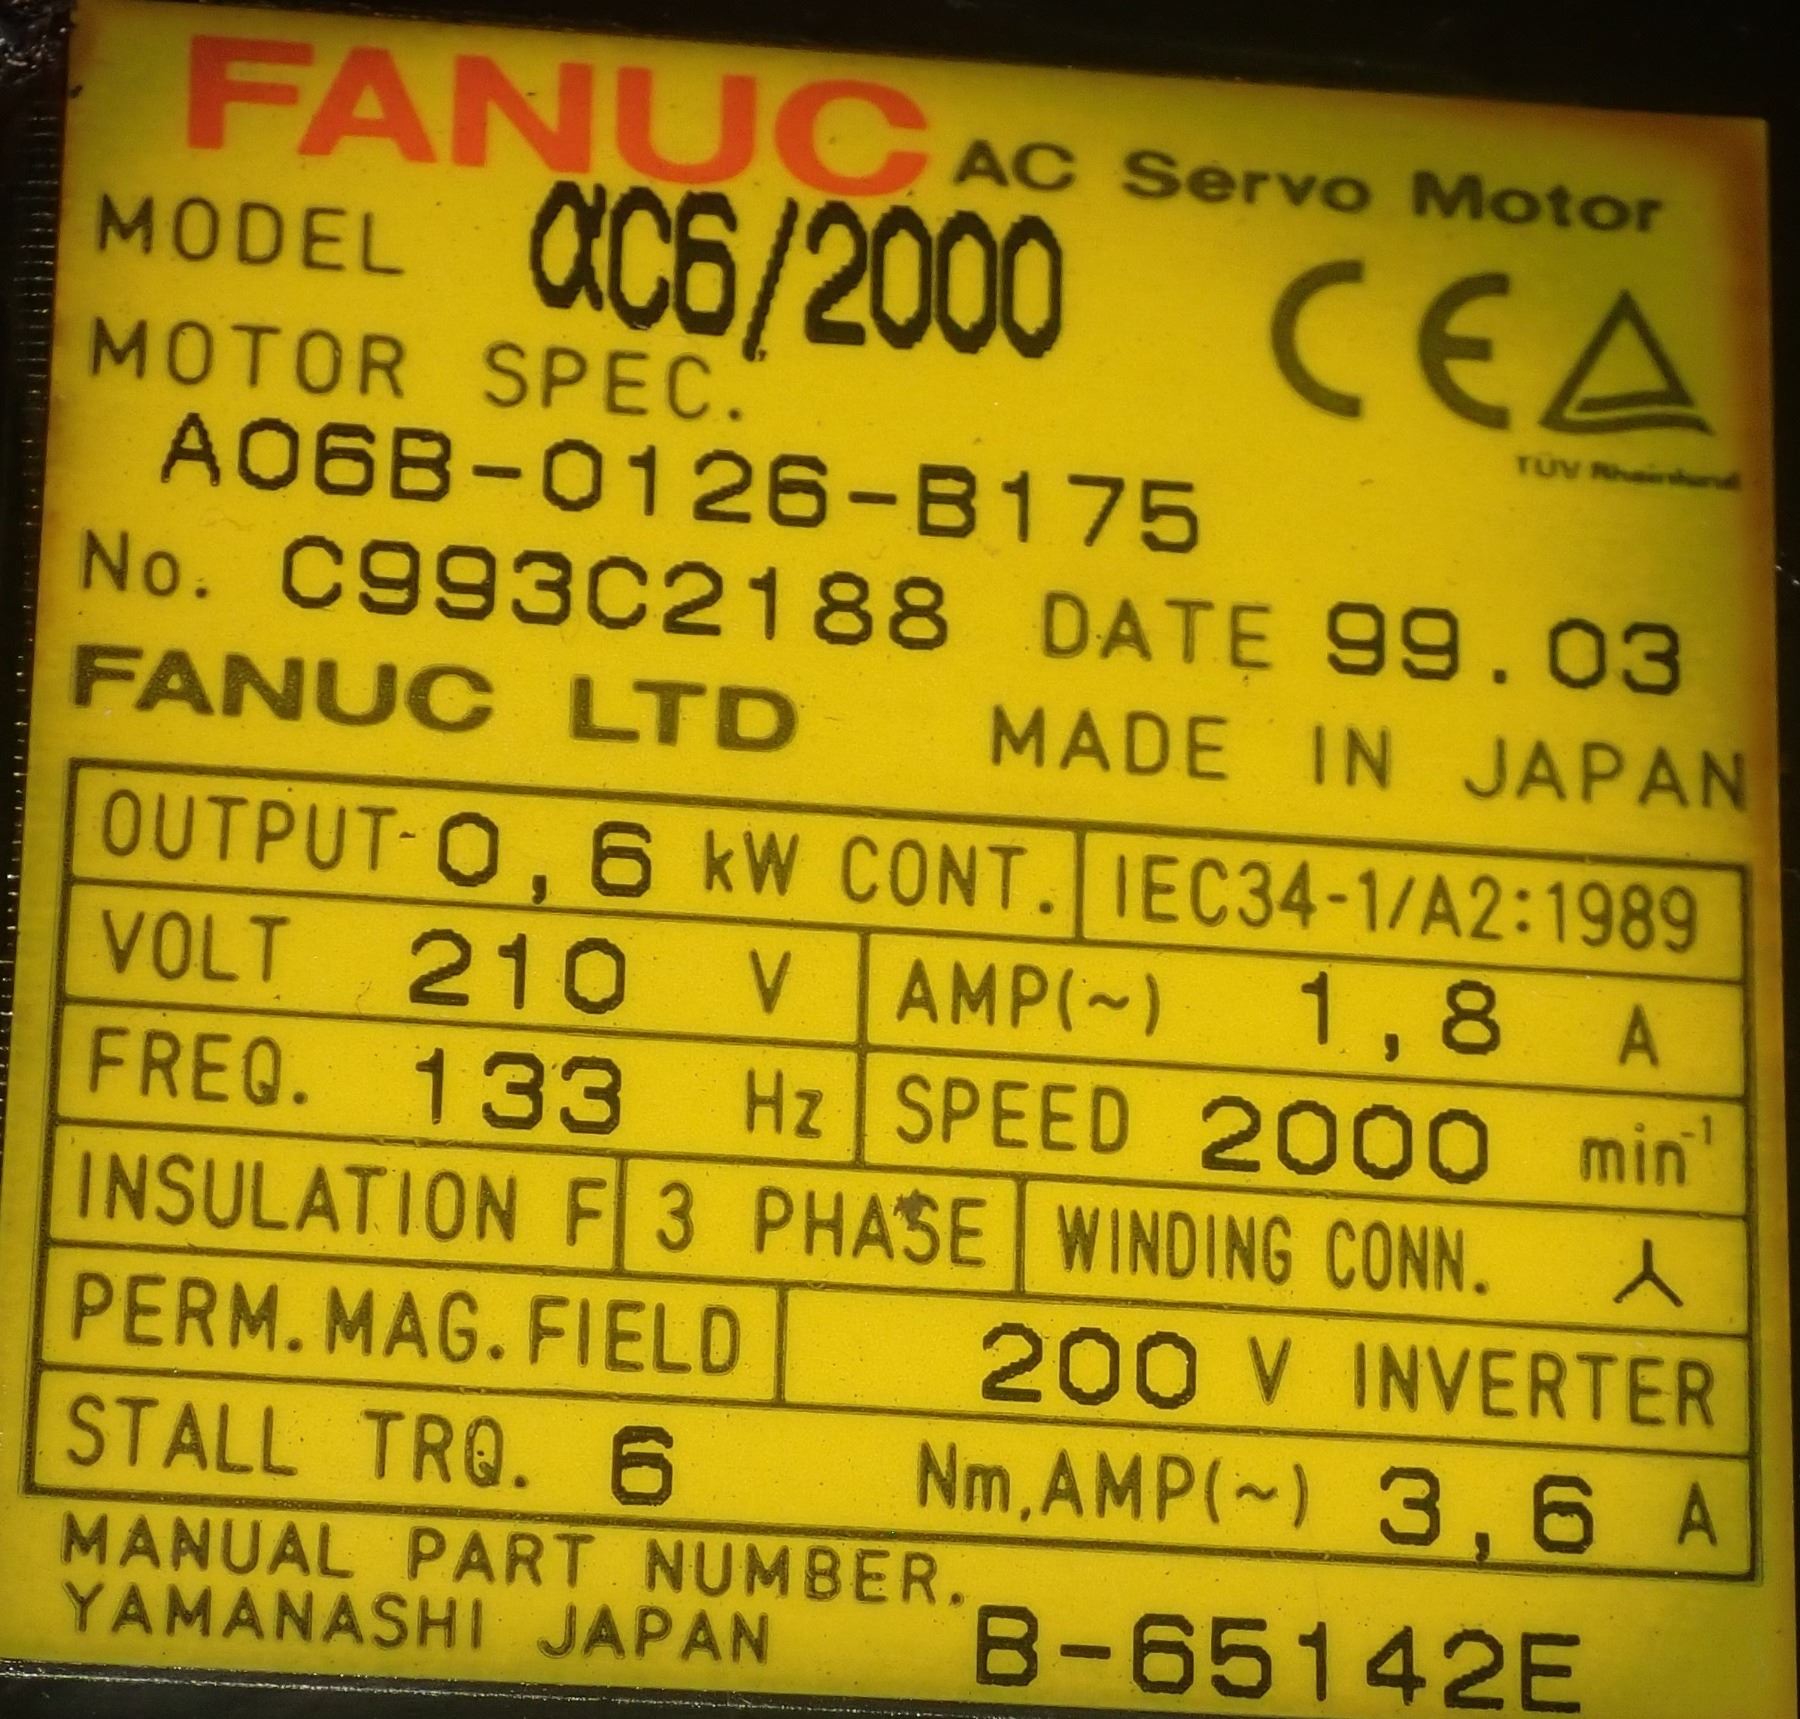 FANUC AC Servo Motor
MODEL αC6/2000
CE
MOTOR SPEC.
TÜV Rheinland
A06B-0126-B175
No. C993C2188 DATE 99.03
FANUC LTD MADE IN JAPAN
OUTPUT 0,6 kW CONT. IEC34-1/A2:1989
VOLT 210 V AMP(~) 1,8 A
FREQ. 133 Hz SPEED 2000 min⁻¹
INSULATION F 3 PHASE WINDING CONN.
PERM.MAG.FIELD 200 V INVERTER
STALL TRQ. 6 Nm,AMP(~) 3,6 A
MANUAL PART NUMBER.
YAMANASHI JAPAN B-65142E